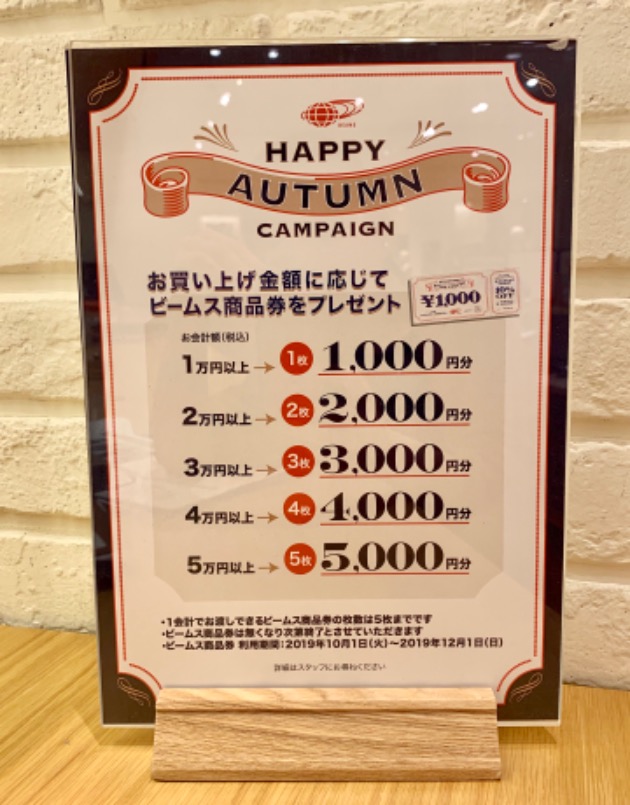 BEAMS
HAPPY
AUTUMN
CAMPAIGN
お買い上げ金額に応じて
ビームス商品券をプレゼント
¥1,000
10%
OFF
お会計額(税込)
1万円以上→1枚 1,000円分
2万円以上→2枚 2,000円分
3万円以上→3枚 3,000円分
4万円以上→4枚 4,000円分
5万円以上→5枚 5,000円分
・1会計でお渡しできるビームス商品券の枚数は5枚までです
・ビームス商品券は無くなり次第終了とさせていただきます
・ビームス商品券 利用期間:2019年10月1日(火)~2019年12月1日(日)
詳細はスタッフにお尋ねください